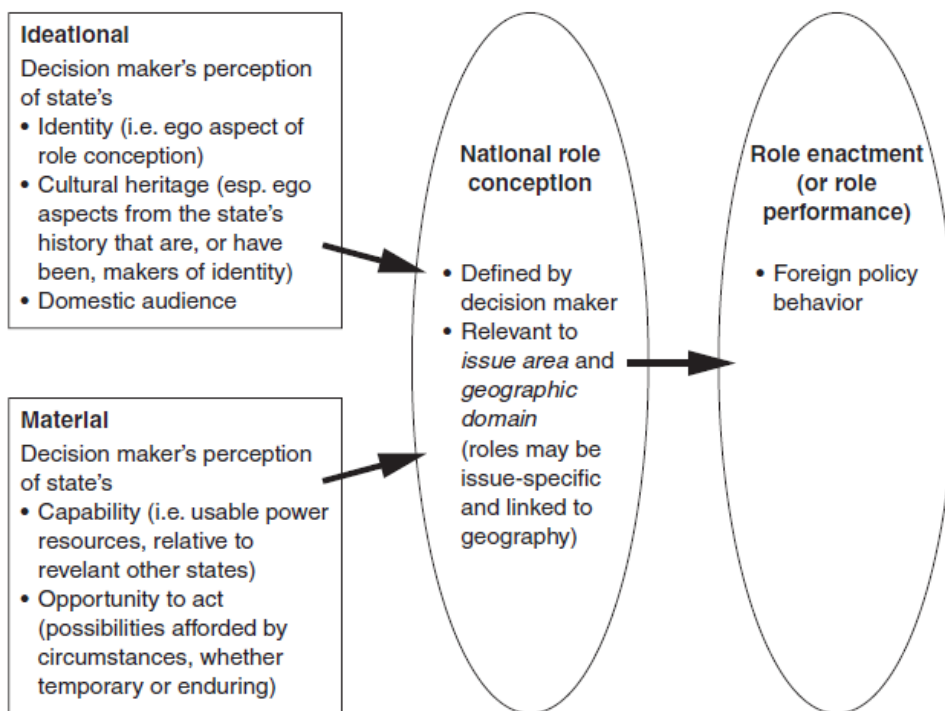 Ideational
Decision maker's perception
of state's
• Identity (i.e. ego aspect of
role conception)
• Cultural heritage (esp. ego
aspects from the state's
history that are, or have
been, makers of identity)
• Domestic audience
Material
Decision maker's perception
of state's
• Capability (i.e. usable power
resources, relative to
revelant other states)
• Opportunity to act
(possibilities afforded by
circumstances, whether
temporary or enduring)
National role
conception
• Defined by
decision maker
• Relevant to
issue area and
geographic
domain
(roles may be
issue-specific
and linked to
geography)
Role enactment
(or role
performance)
• Foreign policy
behavior